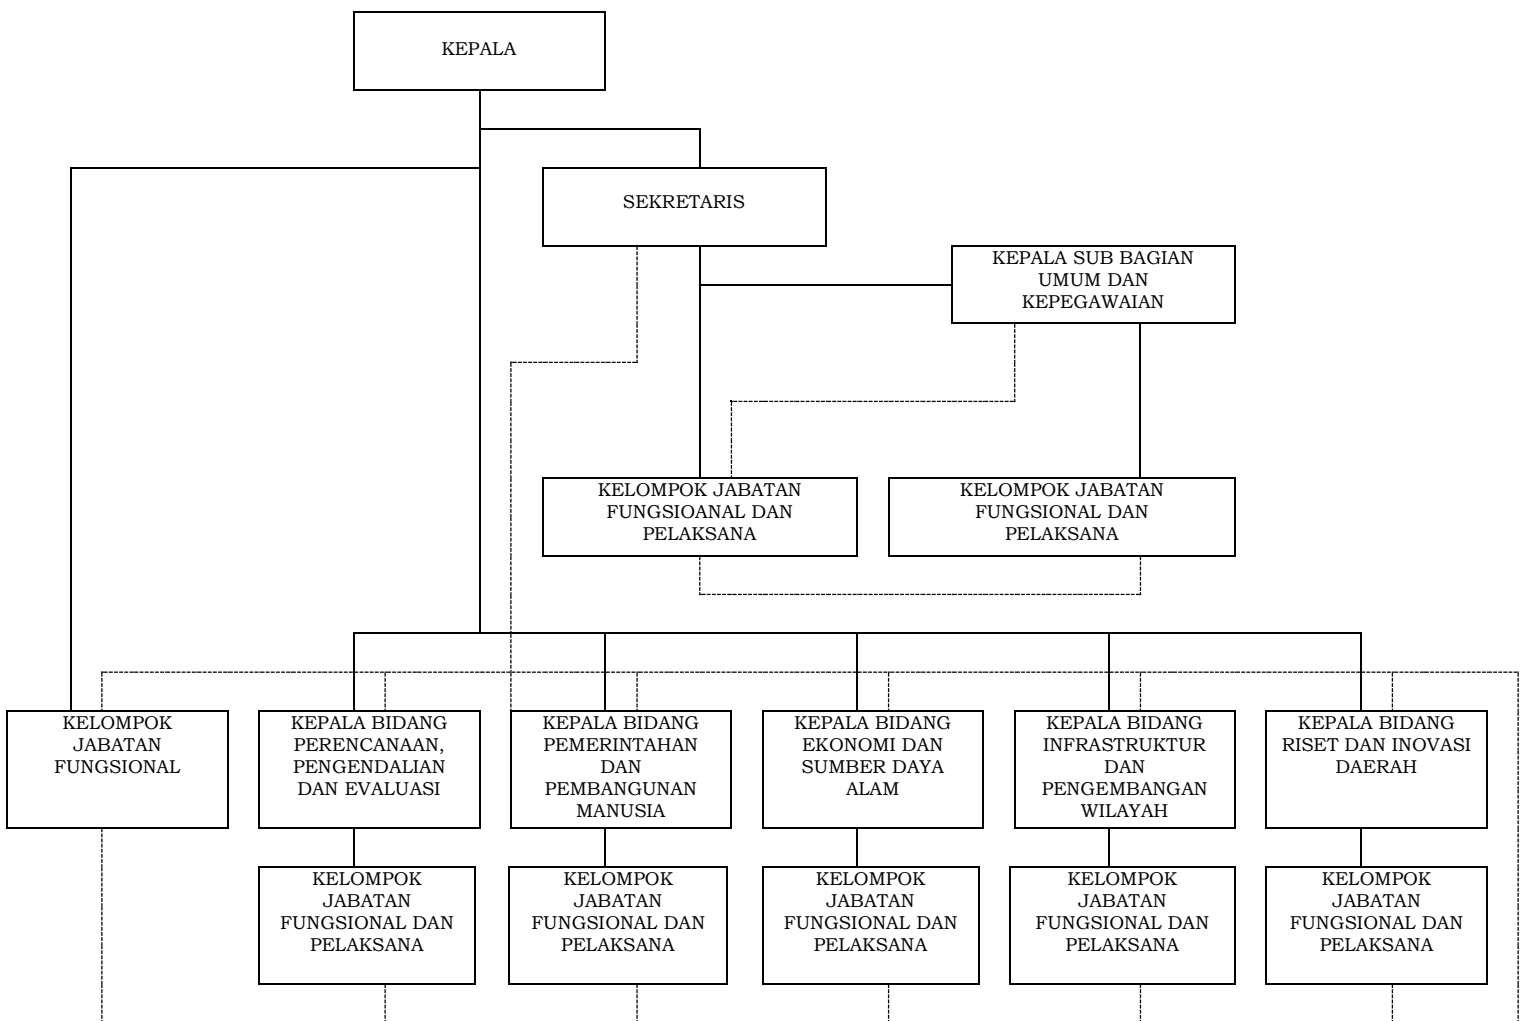 KEPALA
SEKRETARIS
KEPALA SUB BAGIAN
UMUM DAN
KEPEGAWAIAN
KELOMPOK JABATAN
FUNGSIOANAL DAN
PELAKSANA
KELOMPOK JABATAN
FUNGSIONAL DAN
PELAKSANA
KELOMPOK
JABATAN
FUNGSIONAL
KEPALA BIDANG
PERENCANAAN,
PENGENDALIAN
DAN EVALUASI
KEPALA BIDANG
PEMERINTAHAN
DAN
PEMBANGUNAN
MANUSIA
KEPALA BIDANG
EKONOMI DAN
SUMBER DAYA
ALAM
KEPALA BIDANG
INFRASTRUKTUR
DAN
PENGEMBANGAN
WILAYAH
KEPALA BIDANG
RISET DAN INOVASI
DAERAH
KELOMPOK
JABATAN
FUNGSIONAL DAN
PELAKSANA
KELOMPOK
JABATAN
FUNGSIONAL DAN
PELAKSANA
KELOMPOK
JABATAN
FUNGSIONAL DAN
PELAKSANA
KELOMPOK
JABATAN
FUNGSIONAL DAN
PELAKSANA
KELOMPOK
JABATAN
FUNGSIONAL DAN
PELAKSANA